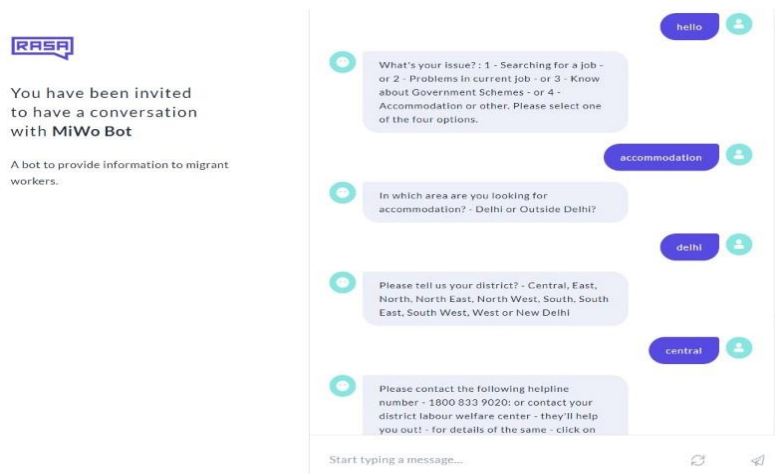 RASA
You have been invited
to have a conversation
with MiWo Bot
A bot to provide information to migrant
workers.
hello
What's your issue? : 1 - Searching for a job -
or 2 - Problems in current job - or 3 - Know
about Government Schemes - or 4 -
Accommodation or other. Please select one
of the four options.
accommodation
In which area are you looking for
accommodation? - Delhi or Outside Delhi?
delhi
Please tell us your district? - Central, East,
North, North East, North West, South, South
East, South West, West or New Delhi
central
Please contact the following helpline
number - 1800 833 9020; or contact your
district labour welfare center - they'll help
you out! - for details of the same - click on
Start typing a message...